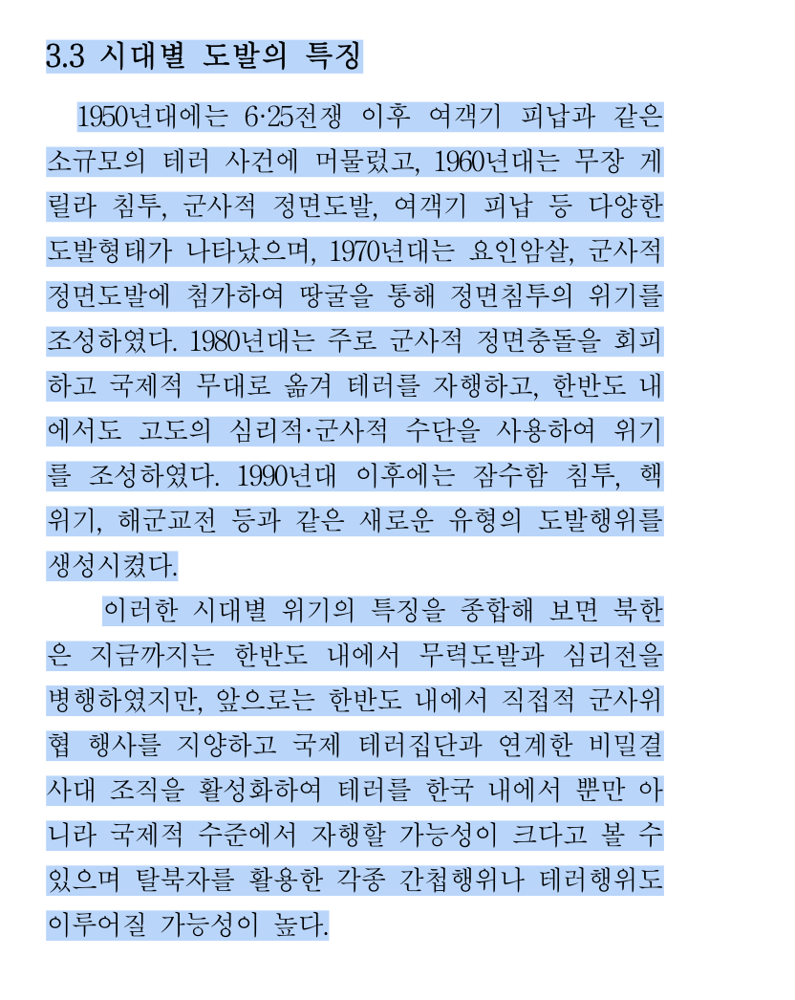 3.3 시대별 도발의 특징
1950년대에는 6·25전쟁 이후 여객기 피납과 같은
소규모의 테러 사건에 머물렀고, 1960년대는 무장 게
릴라 침투, 군사적 정면도발, 여객기 피납 등 다양한
도발형태가 나타났으며, 1970년대는 요인암살, 군사적
정면도발에 첨가하여 땅굴을 통해 정면침투의 위기를
조성하였다. 1980년대는 주로 군사적 정면충돌을 회피
하고 국제적 무대로 옮겨 테러를 자행하고, 한반도 내
에서도 고도의 심리적·군사적 수단을 사용하여 위기
를 조성하였다. 1990년대 이후에는 잠수함 침투, 핵
위기, 해군교전 등과 같은 새로운 유형의 도발행위를
생성시켰다.
이러한 시대별 위기의 특징을 종합해 보면 북한
은 지금까지는 한반도 내에서 무력도발과 심리전을
병행하였지만, 앞으로는 한반도 내에서 직접적 군사위
협 행사를 지양하고 국제 테러집단과 연계한 비밀결
사대 조직을 활성화하여 테러를 한국 내에서 뿐만 아
니라 국제적 수준에서 자행할 가능성이 크다고 볼 수
있으며 탈북자를 활용한 각종 간첩행위나 테러행위도
이루어질 가능성이 높다.